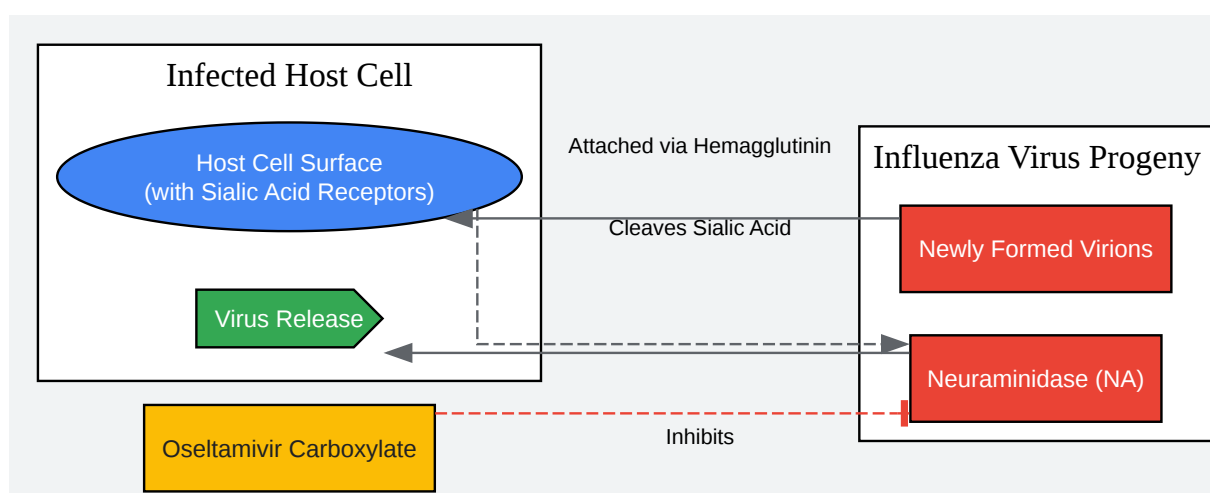 Infected Host Cell
Host Cell Surface
(with Sialic Acid Receptors)
Virus Release
Oseltamivir Carboxylate
Attached via Hemagglutinin
Cleaves Sialic Acid
Inhibits
Influenza Virus Progeny
Newly Formed Virions
Neuraminidase (NA)